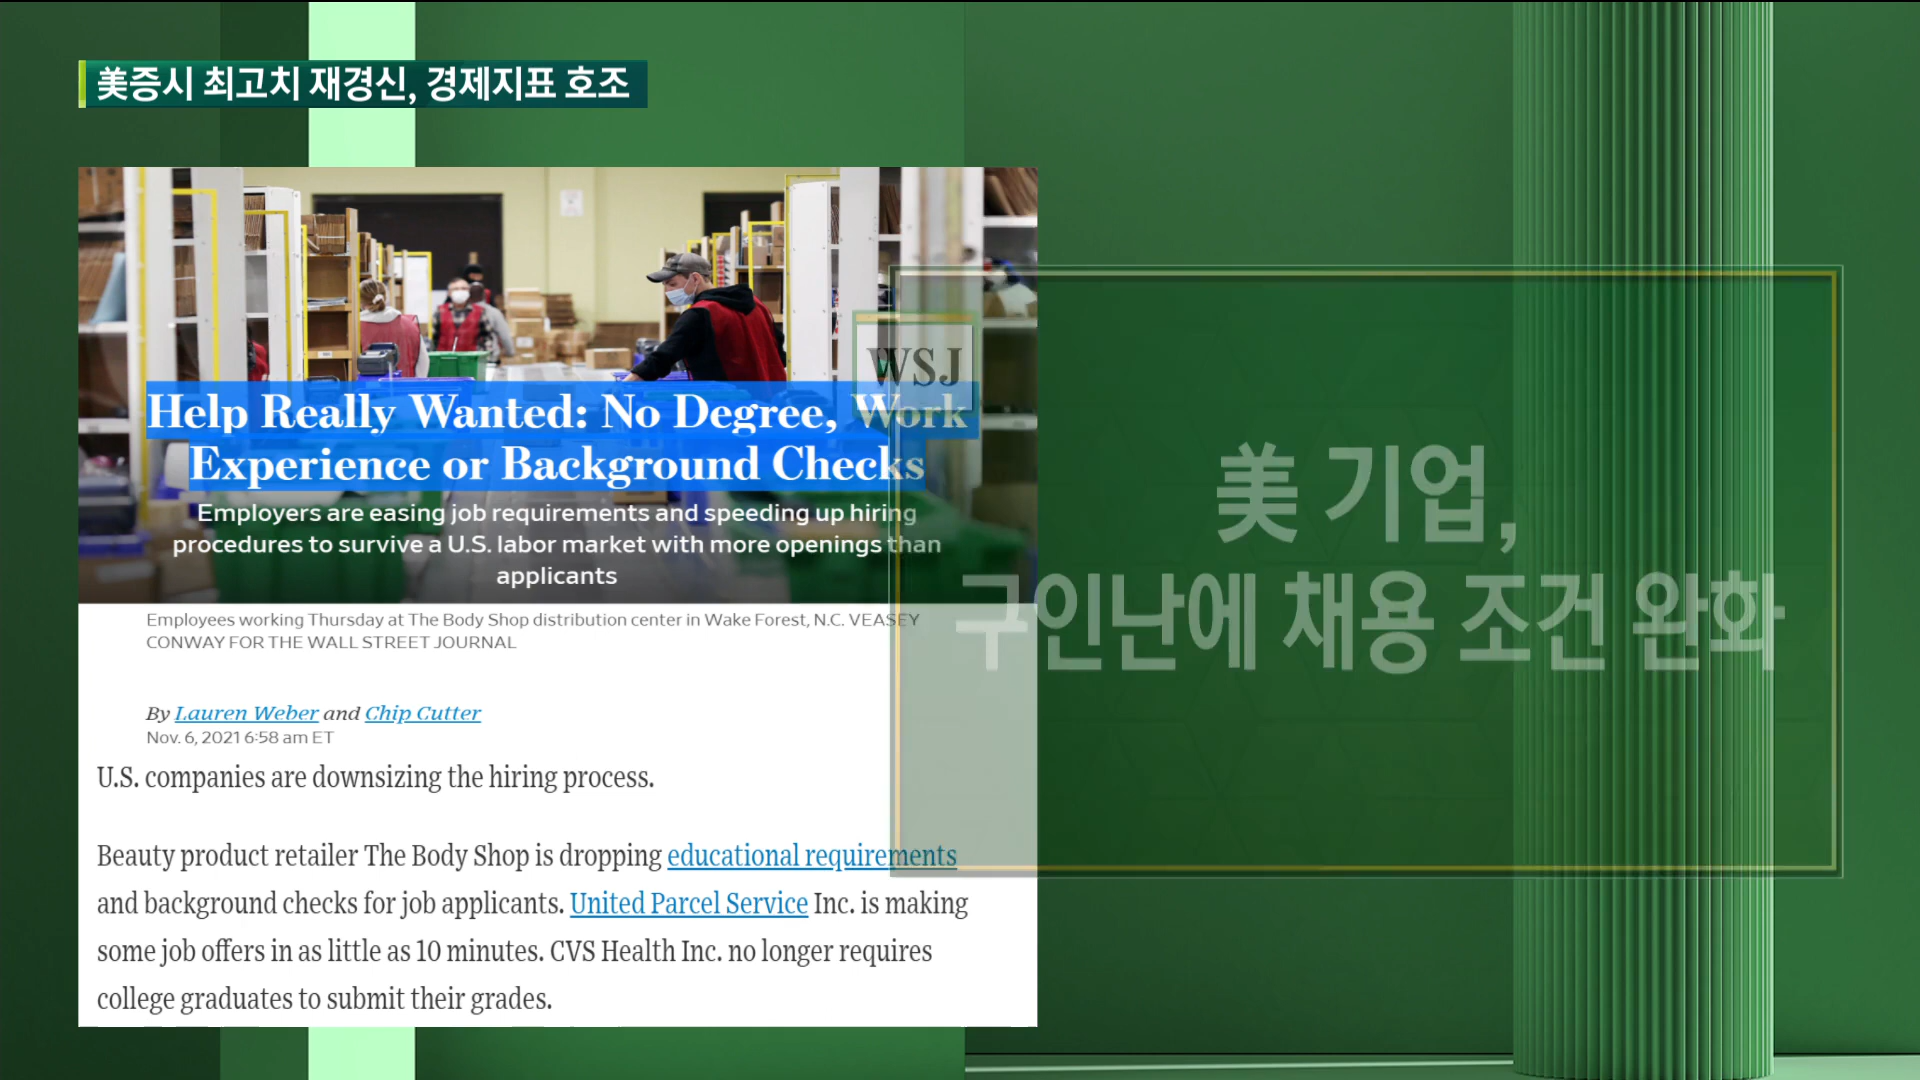 美증시 최고치 재경신, 경제지표 호조
WSJ
Help Really Wanted: No Degree, Work
Experience or Background Checks
Employers are easing job requirements and speeding up hiring
procedures to survive a U.S. labor market with more openings than
applicants
Employees working Thursday at The Body Shop distribution center in Wake Forest, N.C. VEASEY
CONWAY FOR THE WALL STREET JOURNAL
By Lauren Weber and Chip Cutter
Nov. 6, 2021 6:58 am ET
U.S. companies are downsizing the hiring process.
Beauty product retailer The Body Shop is dropping educational requirements
and background checks for job applicants. United Parcel Service Inc. is making
some job offers in as little as 10 minutes. CVS Health Inc. no longer requires
college graduates to submit their grades.
美 기업,
구인난에 채용 조건 완화